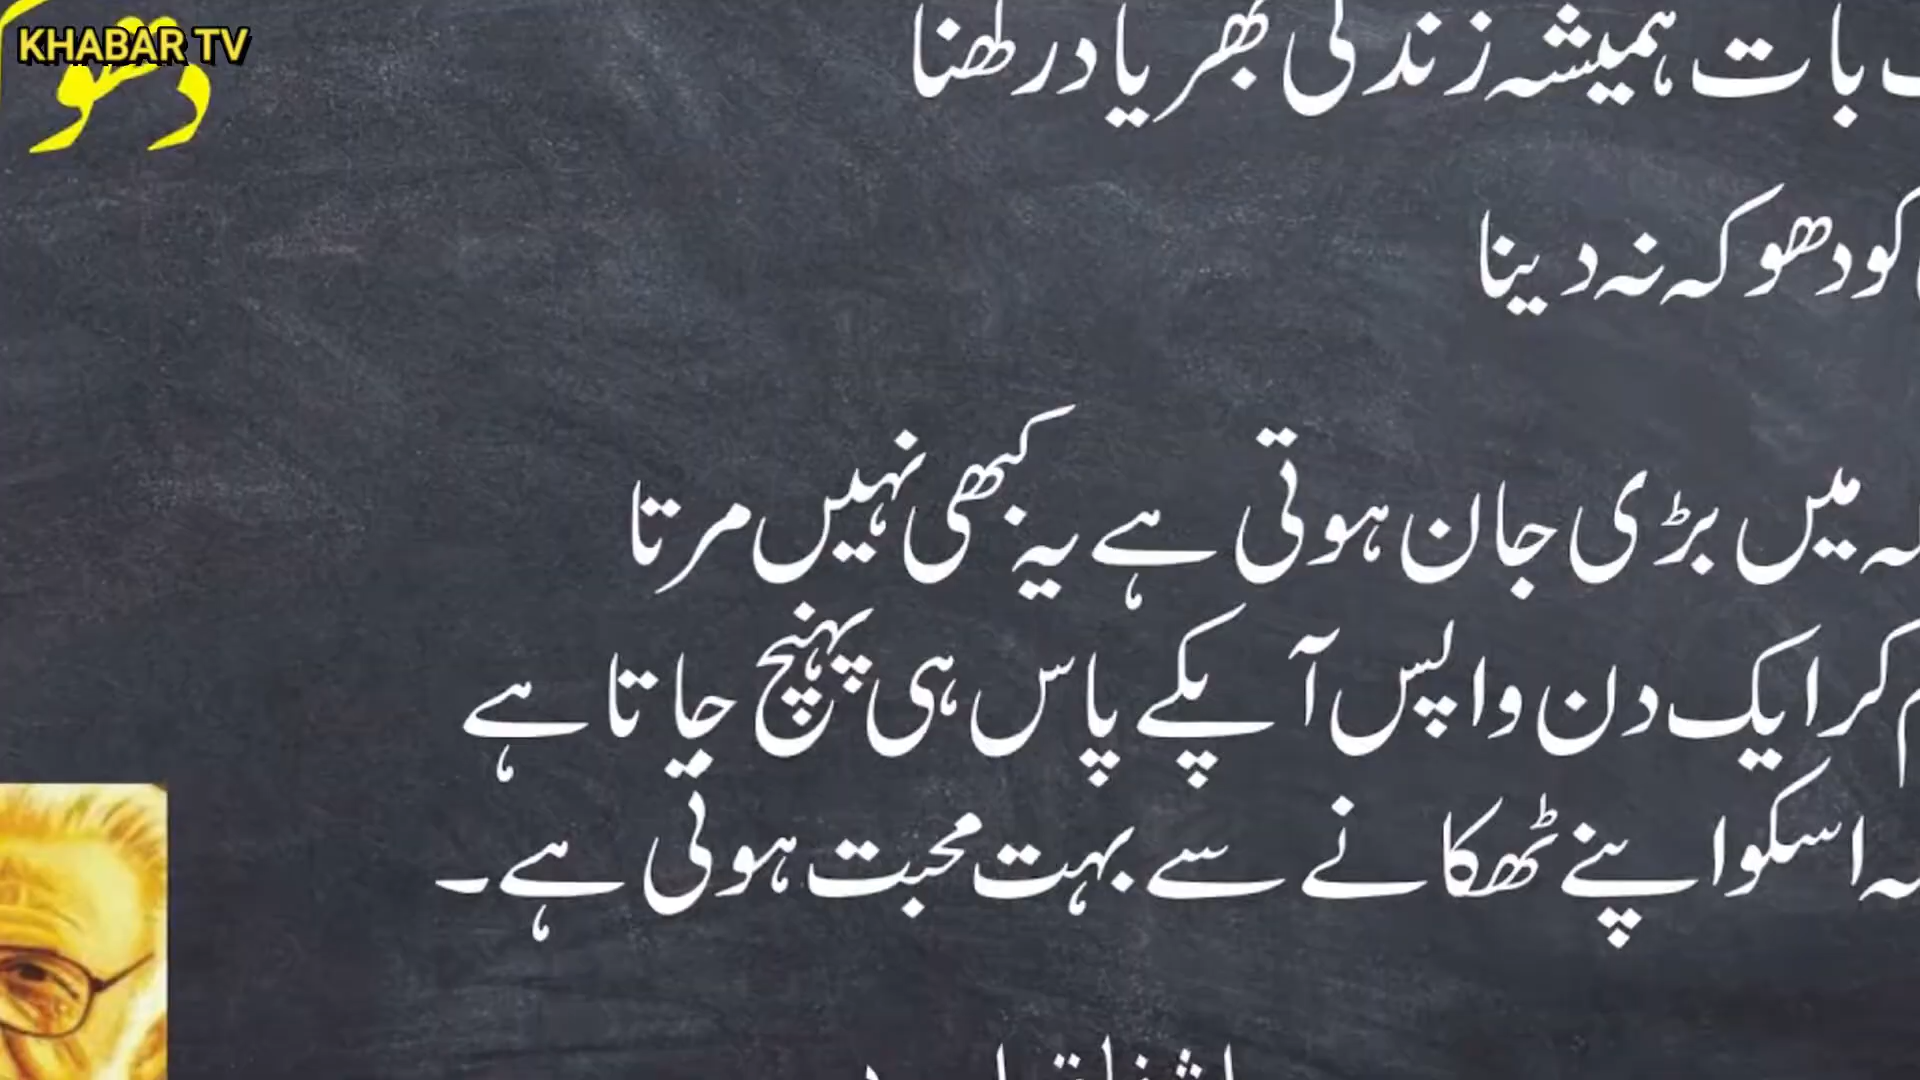 KHABAR TV
بات ہمیشہ زندگی بھر یاد رکھنا
کو دھوکہ نہ دینا
میں بڑی جان ہوتی ہے یہ کبھی نہیں مرتا
کر ایک دن واپس آپکے پاس ہی پہنچ جاتا ہے
اسکو اپنے ٹھکانے سے بہت محبت ہوتی ہے۔